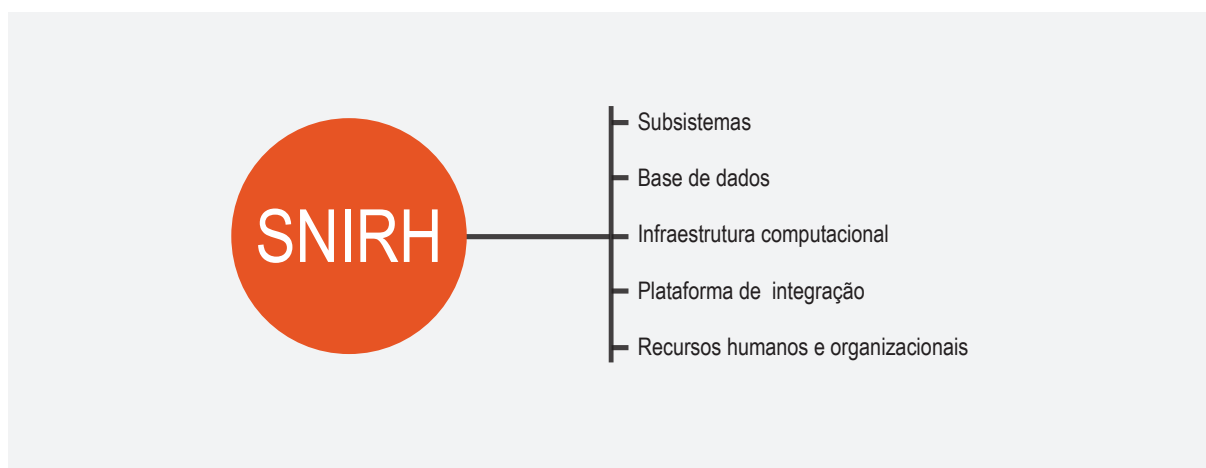 SNIRH
Subsistemas
Base de dados
Infraestrutura computacional
Plataforma de integração
Recursos humanos e organizacionais